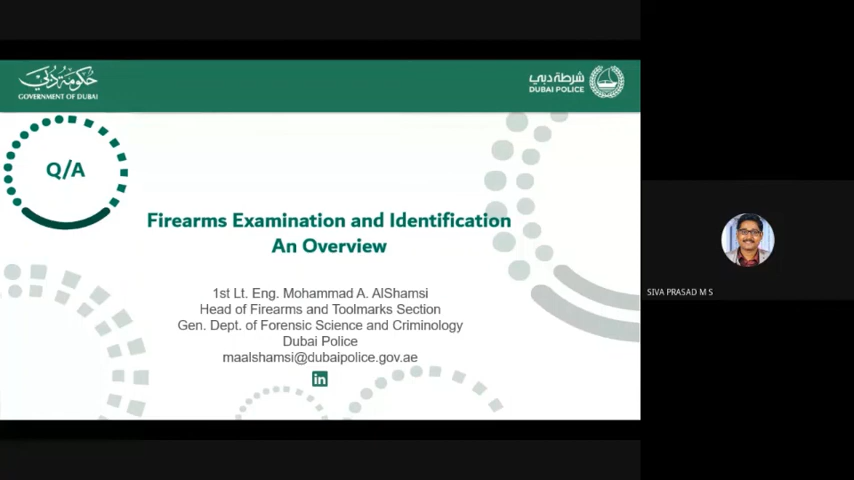 حكومة دبي
GOVERNMENT OF DUBAI
شرطة دبي
DUBAI POLICE
Q/A
Firearms Examination and Identification
An Overview
1st Lt. Eng. Mohammad A. AlShamsi
Head of Firearms and Toolmarks Section
Gen. Dept. of Forensic Science and Criminology
Dubai Police
maalshamsi@dubaipolice.gov.ae
in
SIVA PRASAD M S